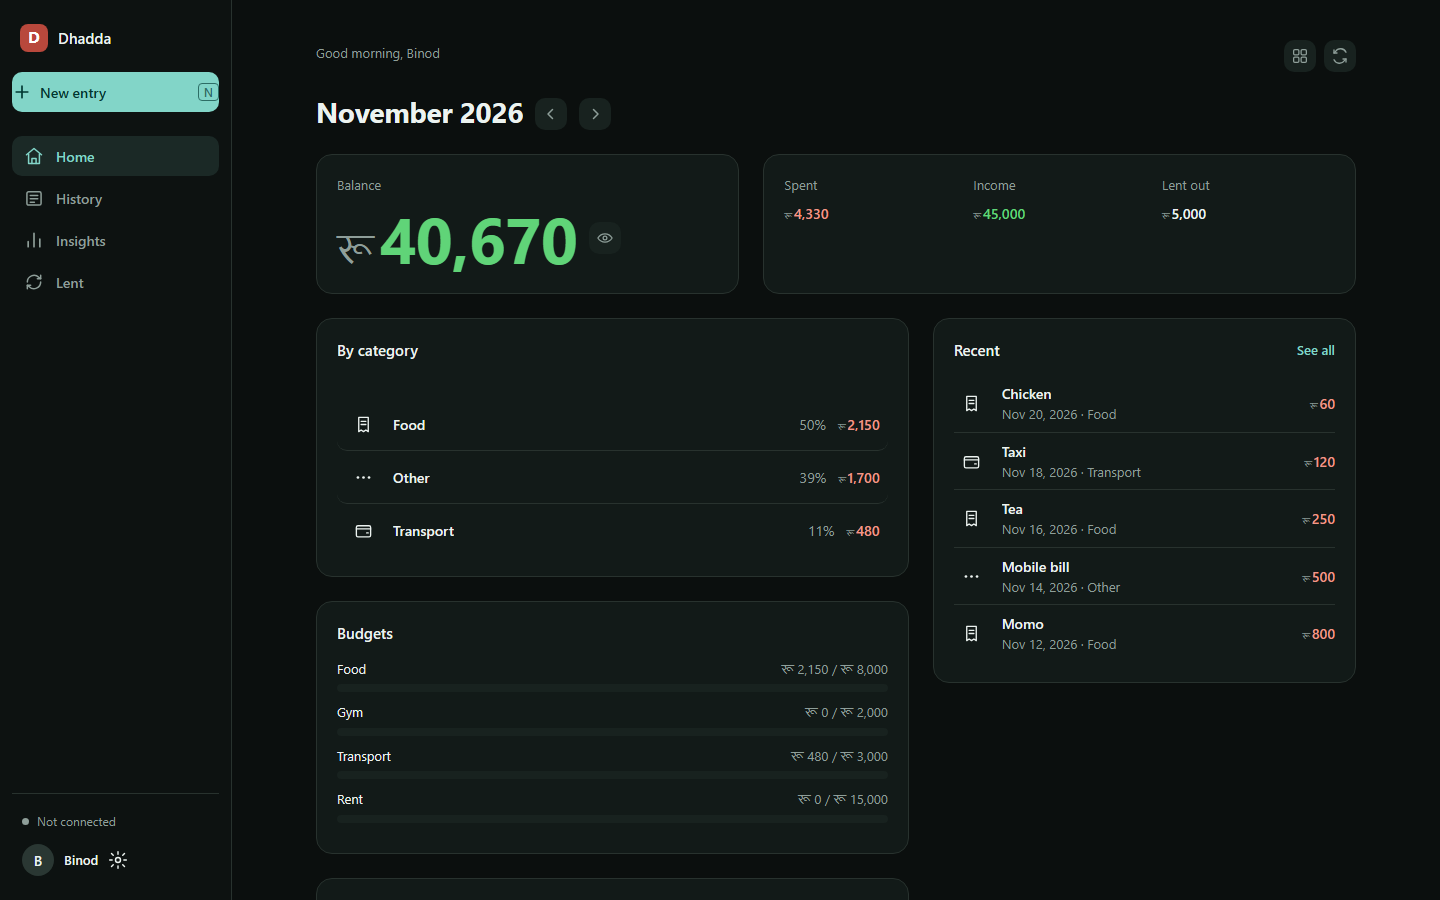 D Dhadda
New entry N
Home
History
Insights
Lent
Not connected
B Binod
Good morning, Binod
November 2026
Balance
रू 40,670
Spent Income Lent out
रू 4,330 रू 45,000 रू 5,000
By category
Food 50% रू 2,150
Other 39% रू 1,700
Transport 11% रू 480
Budgets
Food रू 2,150 / रू 8,000
Gym रू 0 / रू 2,000
Transport रू 480 / रू 3,000
Rent रू 0 / रू 15,000
Recent See all
Chicken रू 60
Nov 20, 2026 · Food
Taxi रू 120
Nov 18, 2026 · Transport
Tea रू 250
Nov 16, 2026 · Food
Mobile bill रू 500
Nov 14, 2026 · Other
Momo रू 800
Nov 12, 2026 · Food